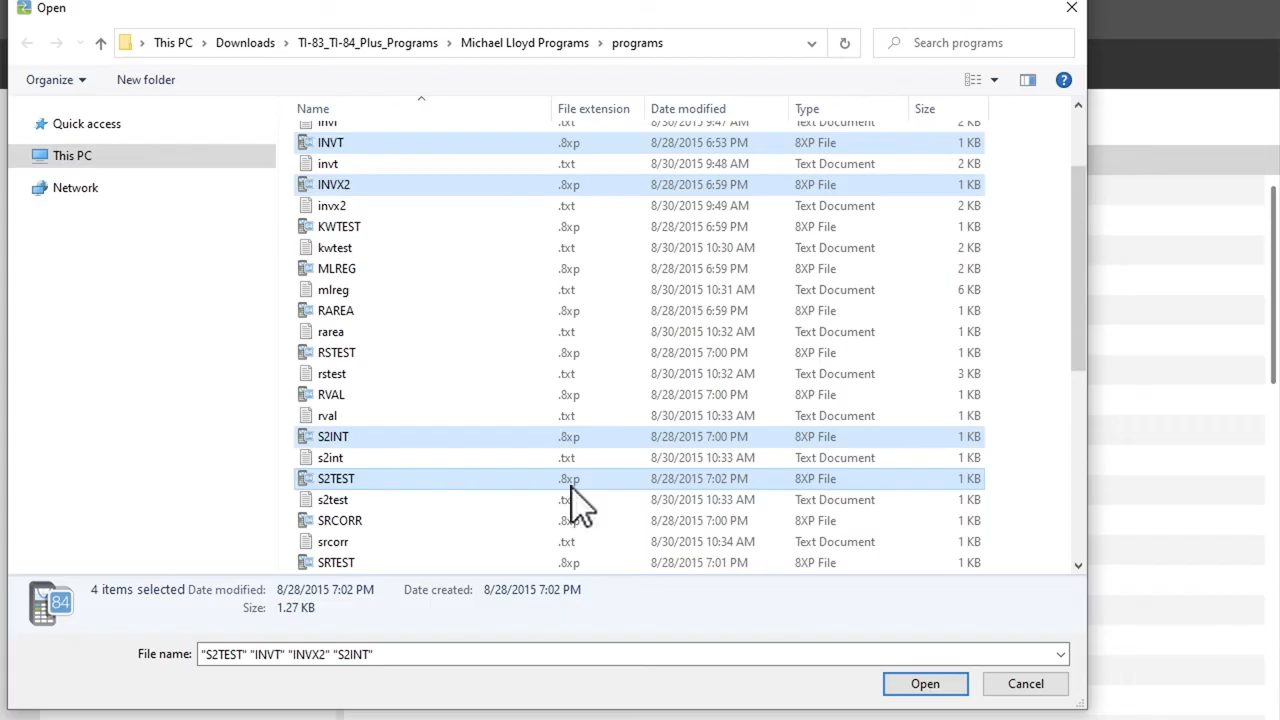 Open
This PC > Downloads > TI-83_TI-84_Plus_Programs > Michael Lloyd Programs > programs
Search programs
Organize
New folder
Name File extension Date modified Type Size
Quick access
This PC
Network
invf .txt 8/30/2015 9:47 AM Text Document 2 KB
INVT .8xp 8/28/2015 6:53 PM 8XP File 1 KB
invt .txt 8/30/2015 9:48 AM Text Document 2 KB
INVX2 .8xp 8/28/2015 6:59 PM 8XP File 1 KB
invx2 .txt 8/30/2015 9:49 AM Text Document 2 KB
KWTEST .8xp 8/28/2015 6:59 PM 8XP File 1 KB
kwtest .txt 8/30/2015 10:30 AM Text Document 2 KB
MLREG .8xp 8/28/2015 6:59 PM 8XP File 2 KB
mlreg .txt 8/30/2015 10:31 AM Text Document 6 KB
RAREA .8xp 8/28/2015 6:59 PM 8XP File 1 KB
rarea .txt 8/30/2015 10:32 AM Text Document 1 KB
RSTEST .8xp 8/28/2015 7:00 PM 8XP File 1 KB
rstest .txt 8/30/2015 10:32 AM Text Document 3 KB
RVAL .8xp 8/28/2015 7:00 PM 8XP File 1 KB
rval .txt 8/30/2015 10:33 AM Text Document 1 KB
S2INT .8xp 8/28/2015 7:00 PM 8XP File 1 KB
s2int .txt 8/30/2015 10:33 AM Text Document 1 KB
S2TEST .8xp 8/28/2015 7:02 PM 8XP File 1 KB
s2test .txt 8/30/2015 10:33 AM Text Document 1 KB
SRCORR .8xp 8/28/2015 7:00 PM 8XP File 1 KB
srcorr .txt 8/30/2015 10:34 AM Text Document 1 KB
SRTEST .8xp 8/28/2015 7:01 PM 8XP File 1 KB
84
4 items selected Date modified: 8/28/2015 7:02 PM Date created: 8/28/2015 7:02 PM
Size: 1.27 KB
File name: "S2TEST" "INVT" "INVX2" "S2INT"
Open Cancel